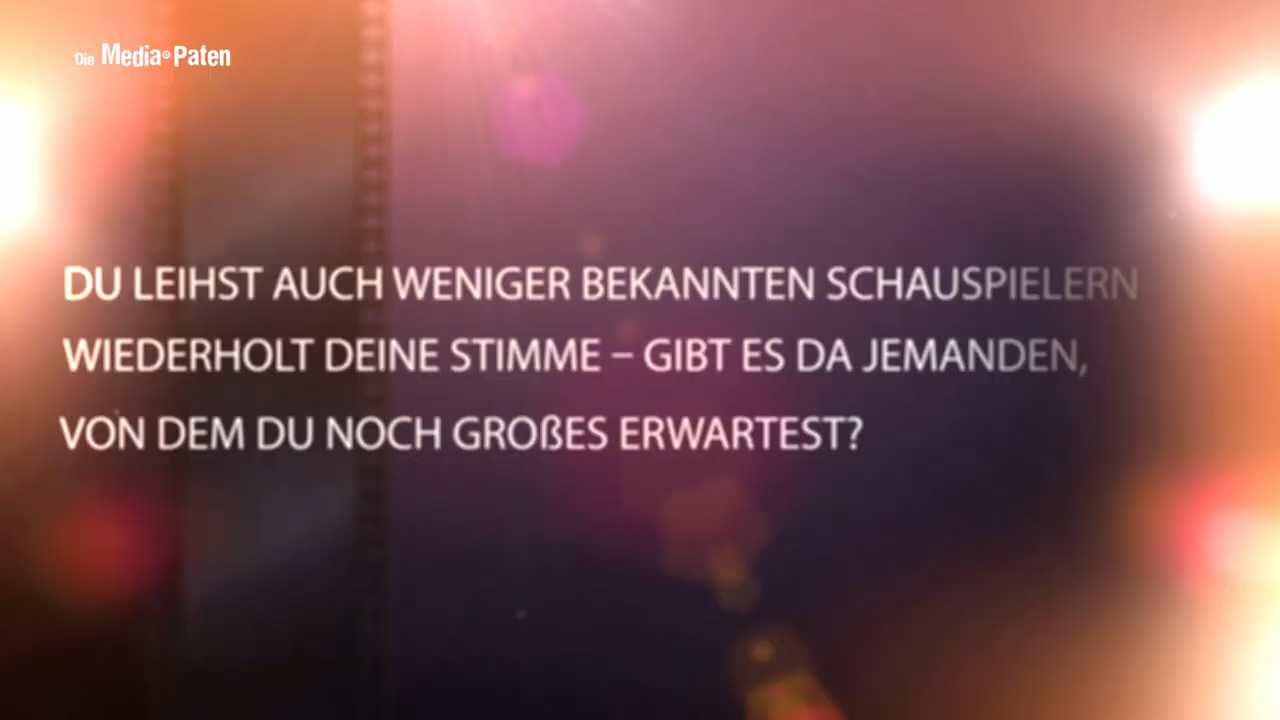 Die Media Paten
DU LEIHST AUCH WENIGER BEKANNTEN SCHAUSPIELERN
WIEDERHOLT DEINE STIMME – GIBT ES DA JEMANDEN,
VON DEM DU NOCH GROßES ERWARTEST?